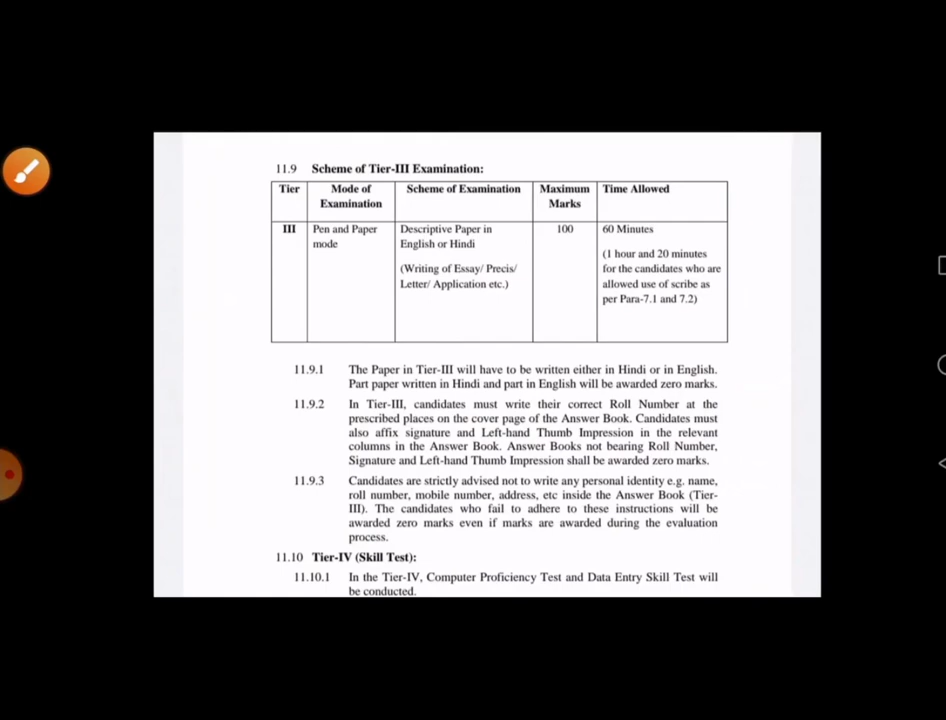 11.9 Scheme of Tier-III Examination:
Tier Mode of Examination Scheme of Examination Maximum Marks Time Allowed
III Pen and Paper mode Descriptive Paper in English or Hindi 100 60 Minutes
(Writing of Essay/ Precis/ Letter/ Application etc.) (1 hour and 20 minutes for the candidates who are allowed use of scribe as per Para-7.1 and 7.2)
11.9.1 The Paper in Tier-III will have to be written either in Hindi or in English.
Part paper written in Hindi and part in English will be awarded zero marks.
11.9.2 In Tier-III, candidates must write their correct Roll Number at the
prescribed places on the cover page of the Answer Book. Candidates must
also affix signature and Left-hand Thumb Impression in the relevant
columns in the Answer Book. Answer Books not bearing Roll Number,
Signature and Left-hand Thumb Impression shall be awarded zero marks.
11.9.3 Candidates are strictly advised not to write any personal identity e.g. name,
roll number, mobile number, address, etc inside the Answer Book (Tier-
III). The candidates who fail to adhere to these instructions will be
awarded zero marks even if marks are awarded during the evaluation
process.
11.10 Tier-IV (Skill Test):
11.10.1 In the Tier-IV, Computer Proficiency Test and Data Entry Skill Test will
be conducted.